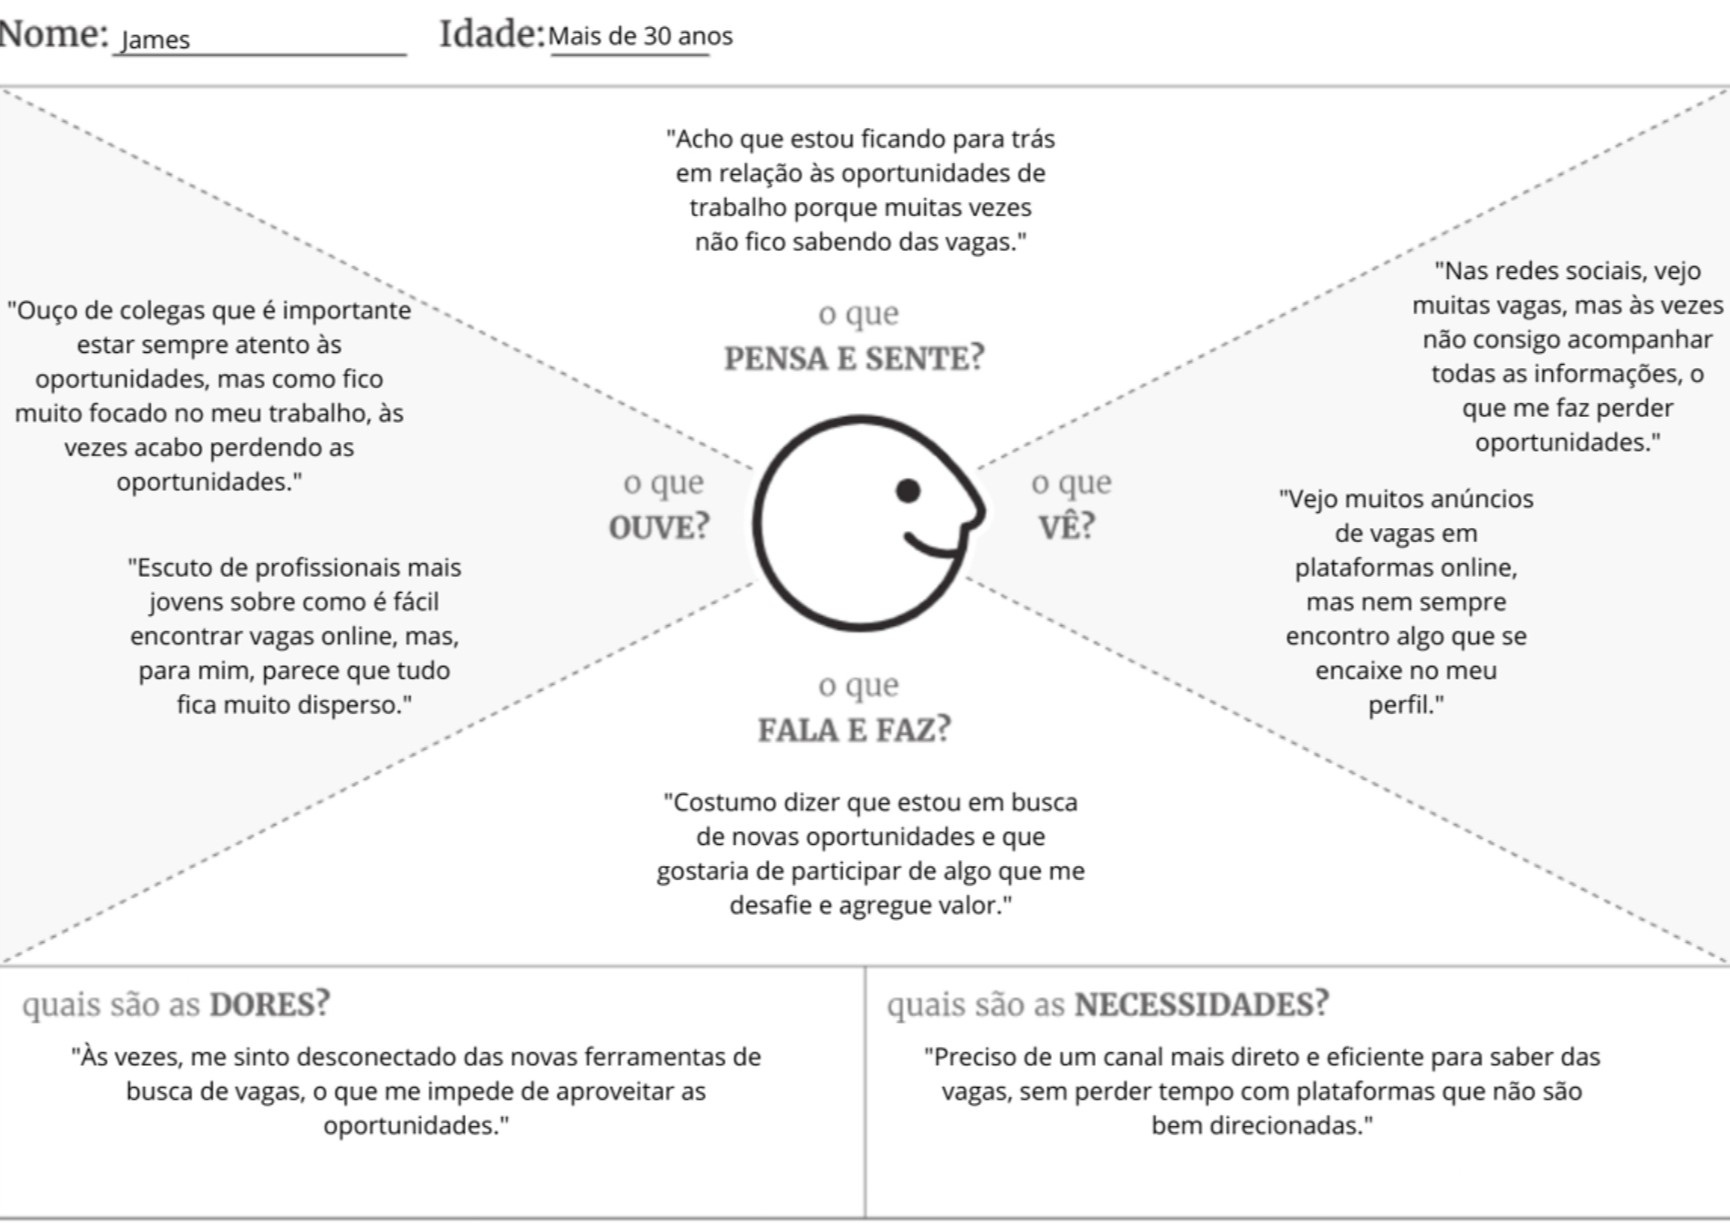 Nome: James Idade: Mais de 30 anos
"Acho que estou ficando para trás
em relação às oportunidades de
trabalho porque muitas vezes
não fico sabendo das vagas."
o que
PENSA E SENTE?
"Ouço de colegas que é importante
estar sempre atento às
oportunidades, mas como fico
muito focado no meu trabalho, às
vezes acabo perdendo as
oportunidades."
"Escuto de profissionais mais
jovens sobre como é fácil
encontrar vagas online, mas,
para mim, parece que tudo
fica muito disperso."
o que
OUVE?
o que
VÊ?
"Nas redes sociais, vejo
muitas vagas, mas às vezes
não consigo acompanhar
todas as informações, o
que me faz perder
oportunidades."
"Vejo muitos anúncios
de vagas em
plataformas online,
mas nem sempre
encontro algo que se
encaixe no meu
perfil."
o que
FALA E FAZ?
"Costumo dizer que estou em busca
de novas oportunidades e que
gostaria de participar de algo que me
desafie e agregue valor."
quais são as DORES?
"Às vezes, me sinto desconectado das novas ferramentas de
busca de vagas, o que me impede de aproveitar as
oportunidades."
quais são as NECESSIDADES?
"Preciso de um canal mais direto e eficiente para saber das
vagas, sem perder tempo com plataformas que não são
bem direcionadas."